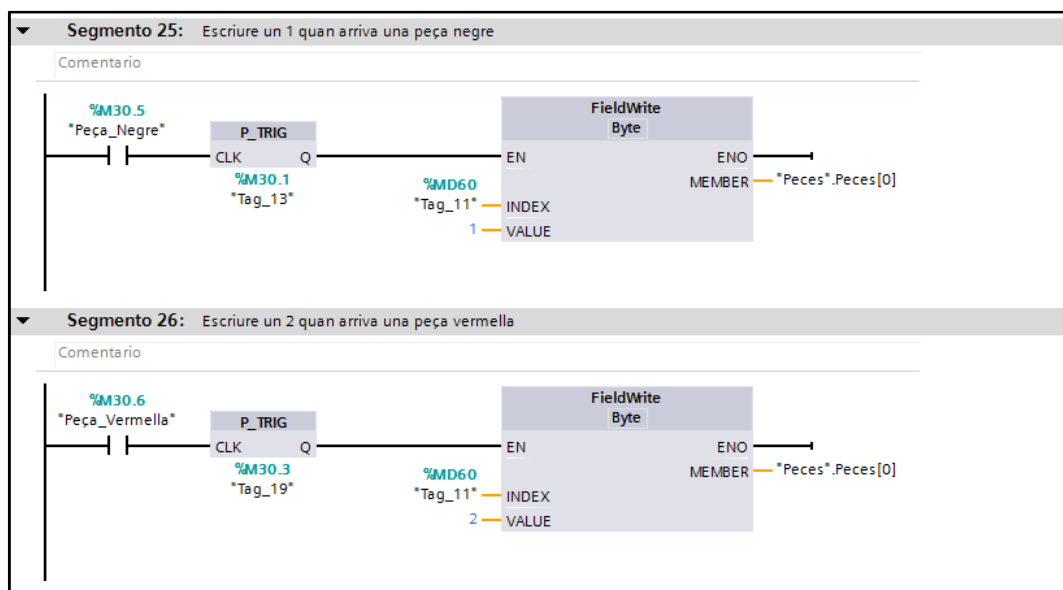 Segmento 25: Escriure un 1 quan arriva una peça negre
Comentario
%M30.5
"Peça_Negre"
P_TRIG
CLK Q
%M30.1
"Tag_13"
FieldWrite
Byte
EN ENO
MEMBER "Peces".Peces[0]
%MD60
"Tag_11" INDEX
1 VALUE
Segmento 26: Escriure un 2 quan arriva una peça vermella
Comentario
%M30.6
"Peça_Vermella"
P_TRIG
CLK Q
%M30.3
"Tag_19"
FieldWrite
Byte
EN ENO
MEMBER "Peces".Peces[0]
%MD60
"Tag_11" INDEX
2 VALUE